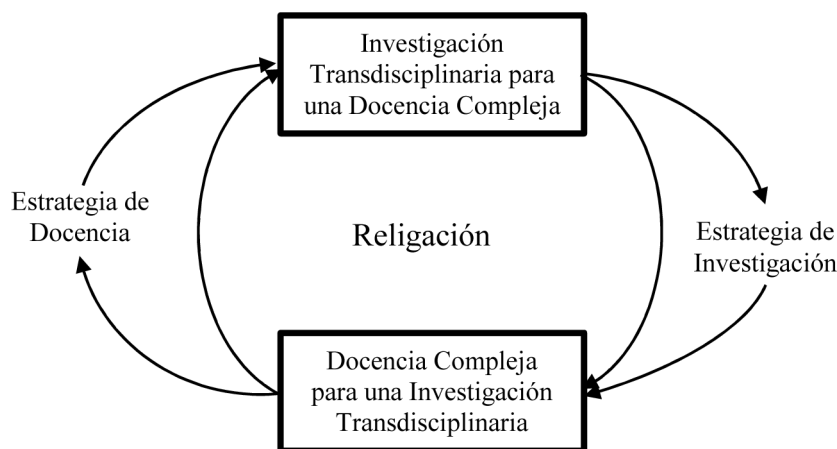 Investigación
Transdisciplinaria para
una Docencia Compleja
Estrategia de
Docencia
Religación
Estrategia de
Investigación
Docencia Compleja
para una Investigación
Transdisciplinaria